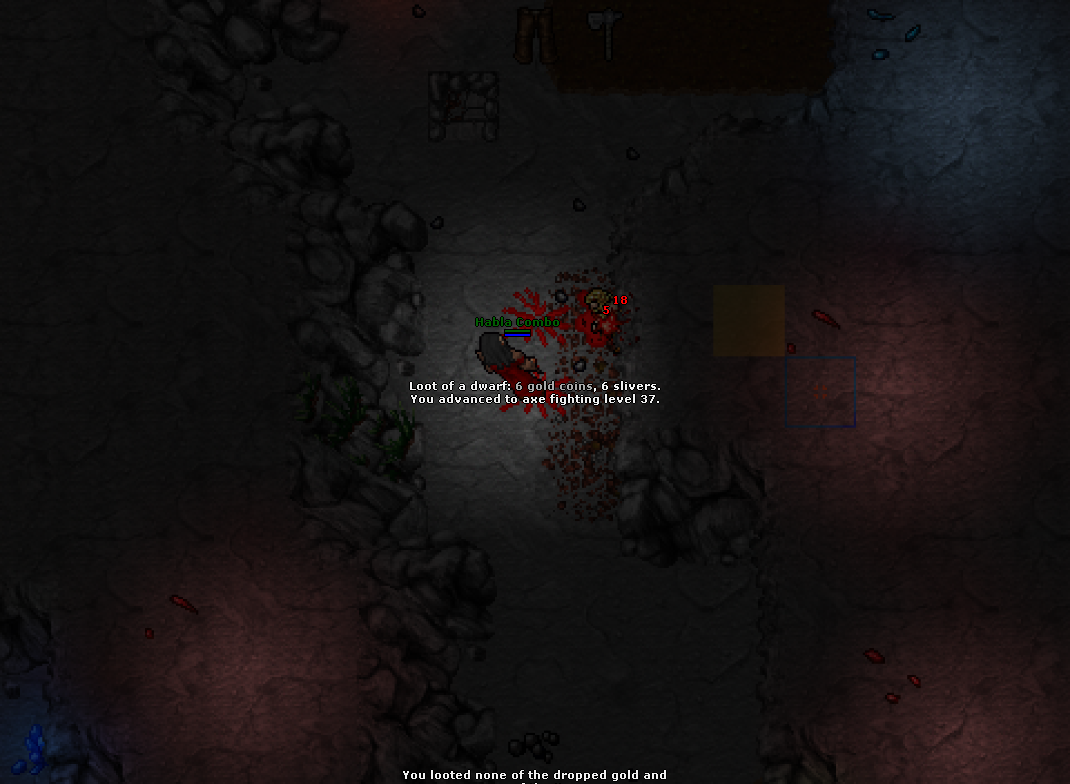 18
5
Habla Combo
Loot of a dwarf: 6 gold coins, 6 slivers.
You advanced to axe fighting level 37.
You looted none of the dropped gold and